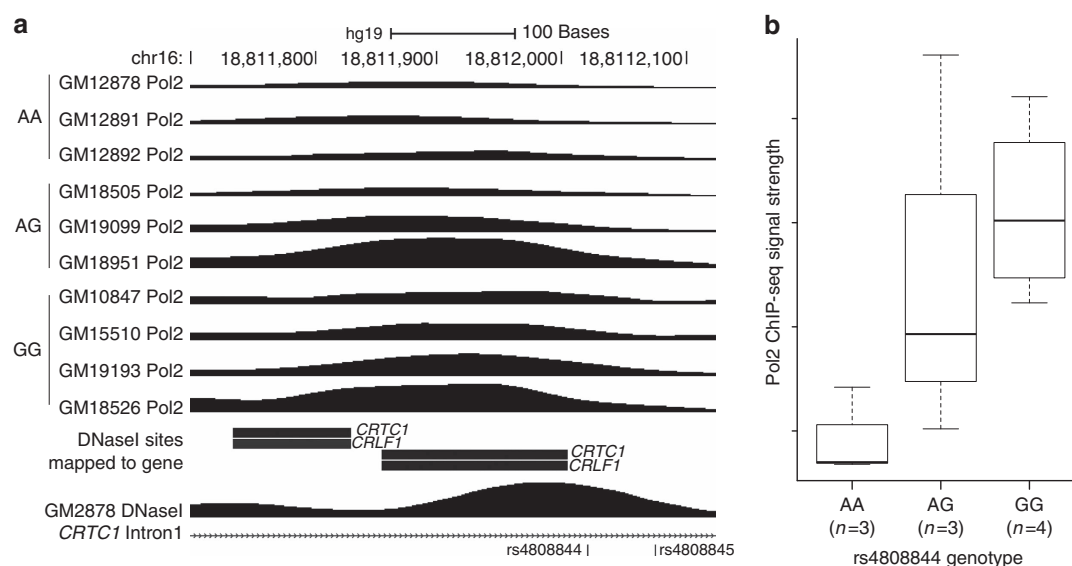 a
hg19 100 Bases
chr16: 18,811,800 18,811,900 18,812,000 18,8112,100
AA
GM12878 Pol2
GM12891 Pol2
GM12892 Pol2
AG
GM18505 Pol2
GM19099 Pol2
GM18951 Pol2
GG
GM10847 Pol2
GM15510 Pol2
GM19193 Pol2
GM18526 Pol2
DNaseI sites
mapped to gene
CRTC1
CRLF1
CRTC1
CRLF1
GM2878 DNaseI
CRTC1 Intron1
rs4808844 rs4808845
b
Pol2 ChIP-seq signal strength
AA AG GG
(n=3) (n=3) (n=4)
rs4808844 genotype